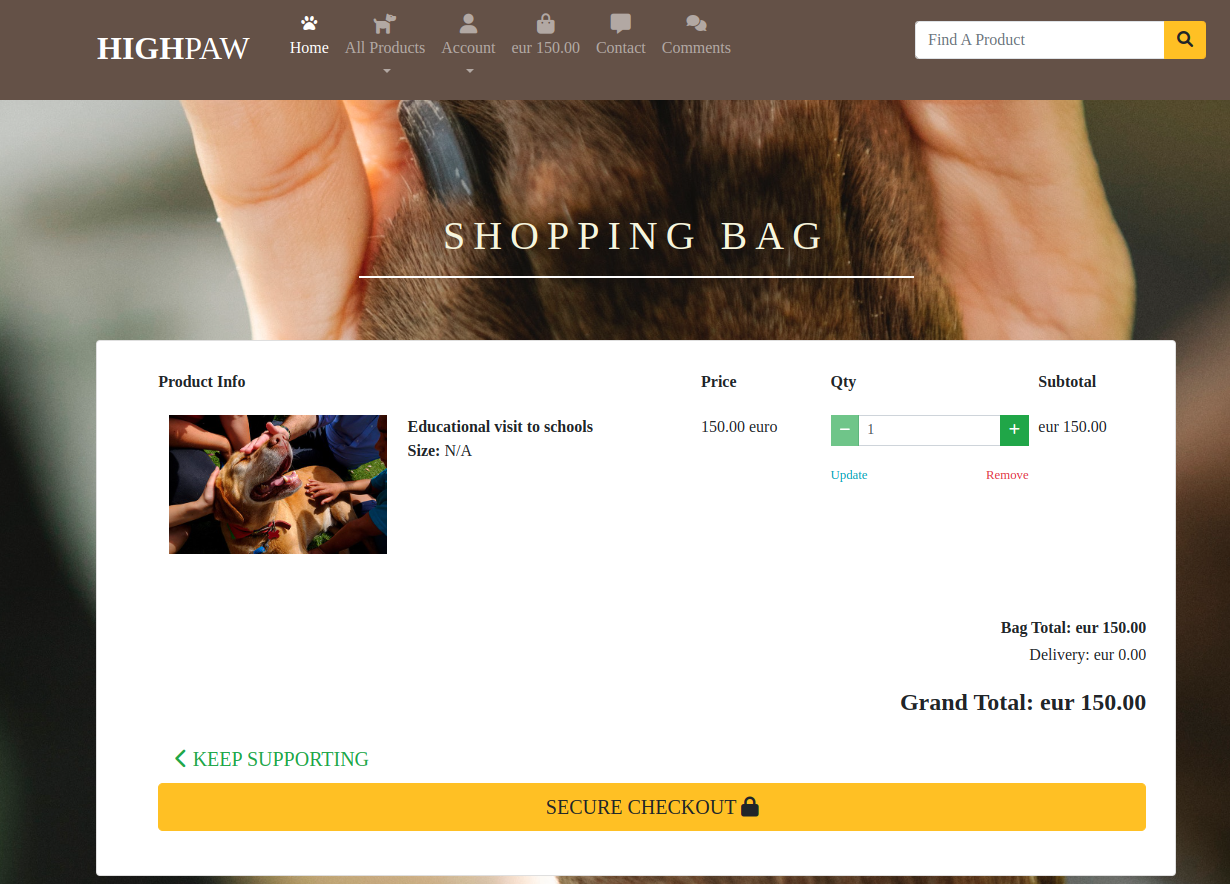 HIGHPAW
Home
All Products
Account
eur 150.00
Contact
Comments
Find A Product
SHOPPING BAG
Product Info Price Qty Subtotal
Educational visit to schools 150.00 euro 1 eur 150.00
Size: N/A
Update Remove
Bag Total: eur 150.00
Delivery: eur 0.00
Grand Total: eur 150.00
KEEP SUPPORTING
SECURE CHECKOUT